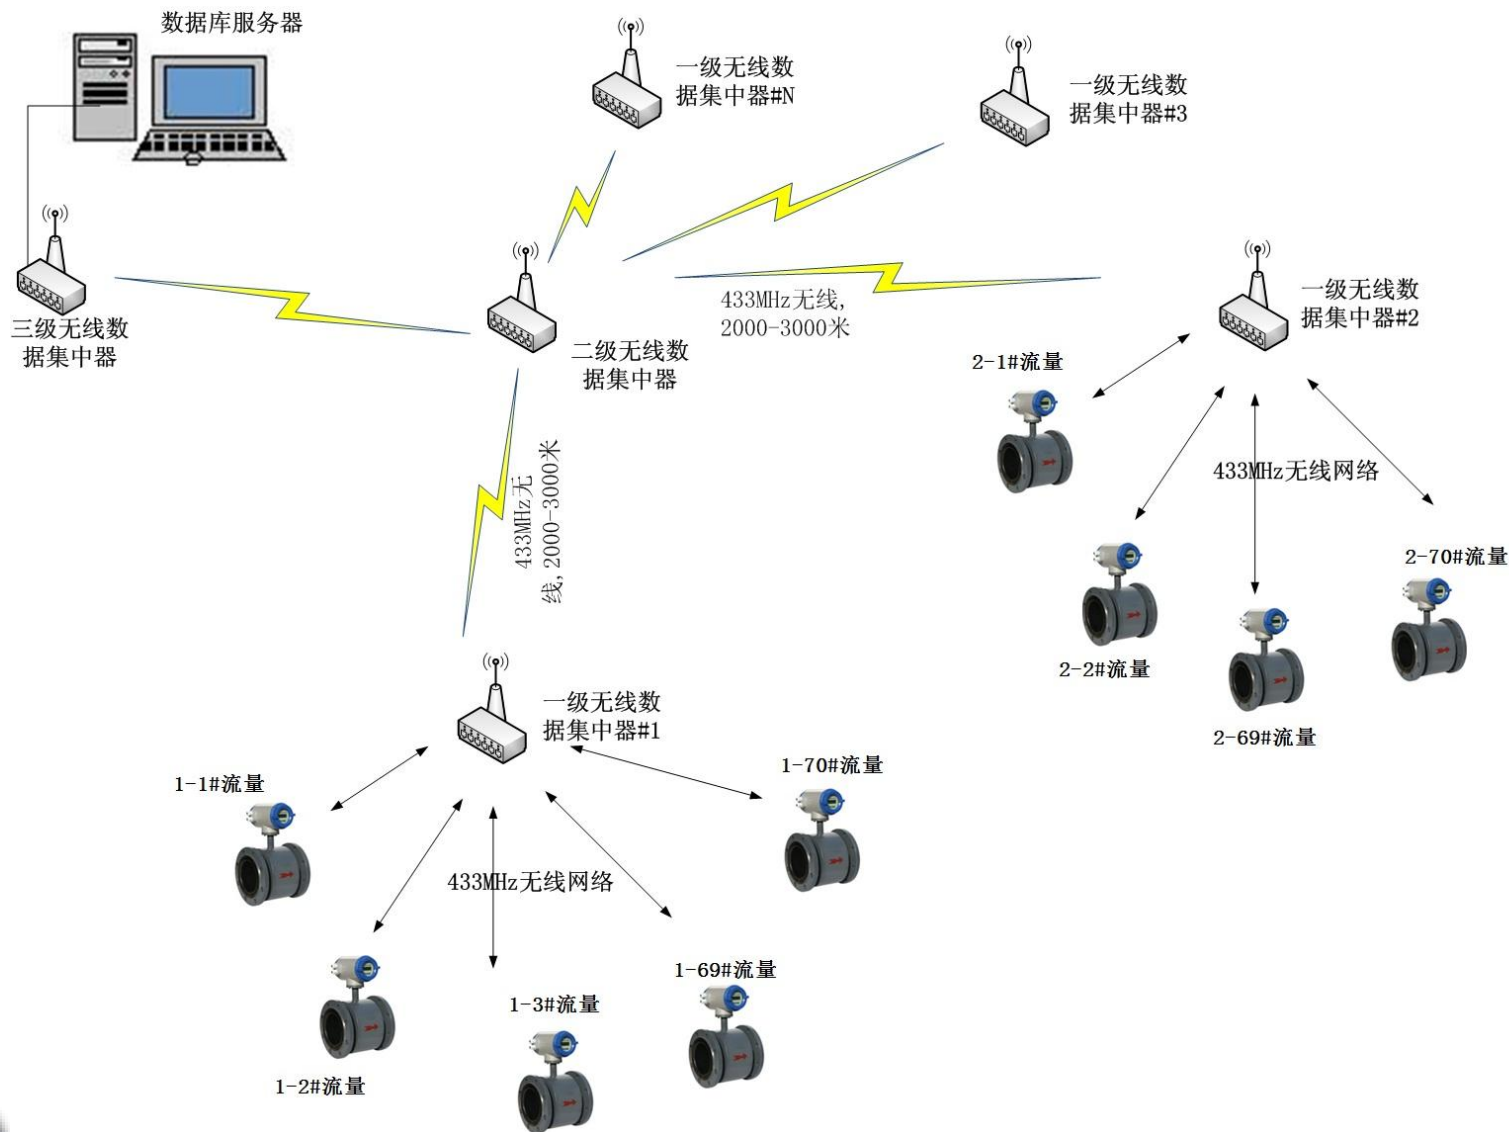 数据库服务器
一级无线数
据集中器#N
一级无线数
据集中器#3
三级无线数
据集中器
二级无线数
据集中器
433MHz无线,
2000-3000米
一级无线数
据集中器#2
2-1#流量
433MHz无线网络
2-2#流量
2-69#流量
2-70#流量
433MHz无
线,2000-3000米
一级无线数
据集中器#1
1-1#流量
1-70#流量
433MHz无线网络
1-2#流量
1-3#流量
1-69#流量